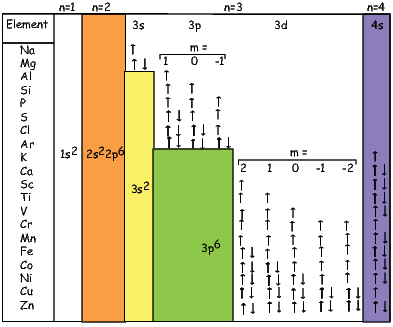 n=1 n=2 n=3 n=4
Element 3s 3p 3d 4s
Na
Mg m =
Al 1 0 -1
Si
P
S
Cl
Ar
K 1s² 2s²2p⁶ m =
Ca 2 1 0 -1 -2
Sc 3s²
Ti
V
Cr
Mn
Fe 3p⁶
Co
Ni
Cu
Zn